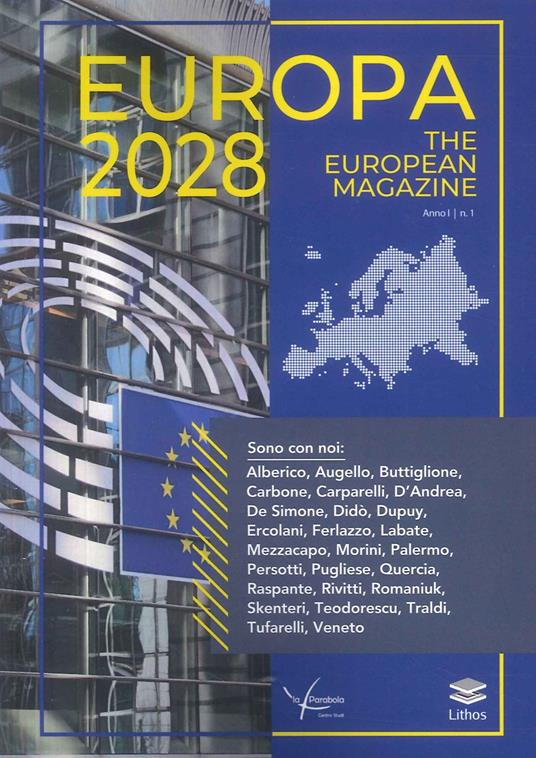 EUROPA
2028
THE
EUROPEAN
MAGAZINE
Anno I | n. 1
Sono con noi:
Alberico, Augello, Buttiglione,
Carbone, Carparelli, D'Andrea,
De Simone, Didò, Dupuy,
Ercolani, Ferlazzo, Labate,
Mezzacapo, Morini, Palermo,
Persotti, Pugliese, Quercia,
Raspante, Rivitti, Romaniuk,
Skenteri, Teodorescu, Traldi,
Tufarelli, Veneto
la Parabola
Centro Studi
Lithos